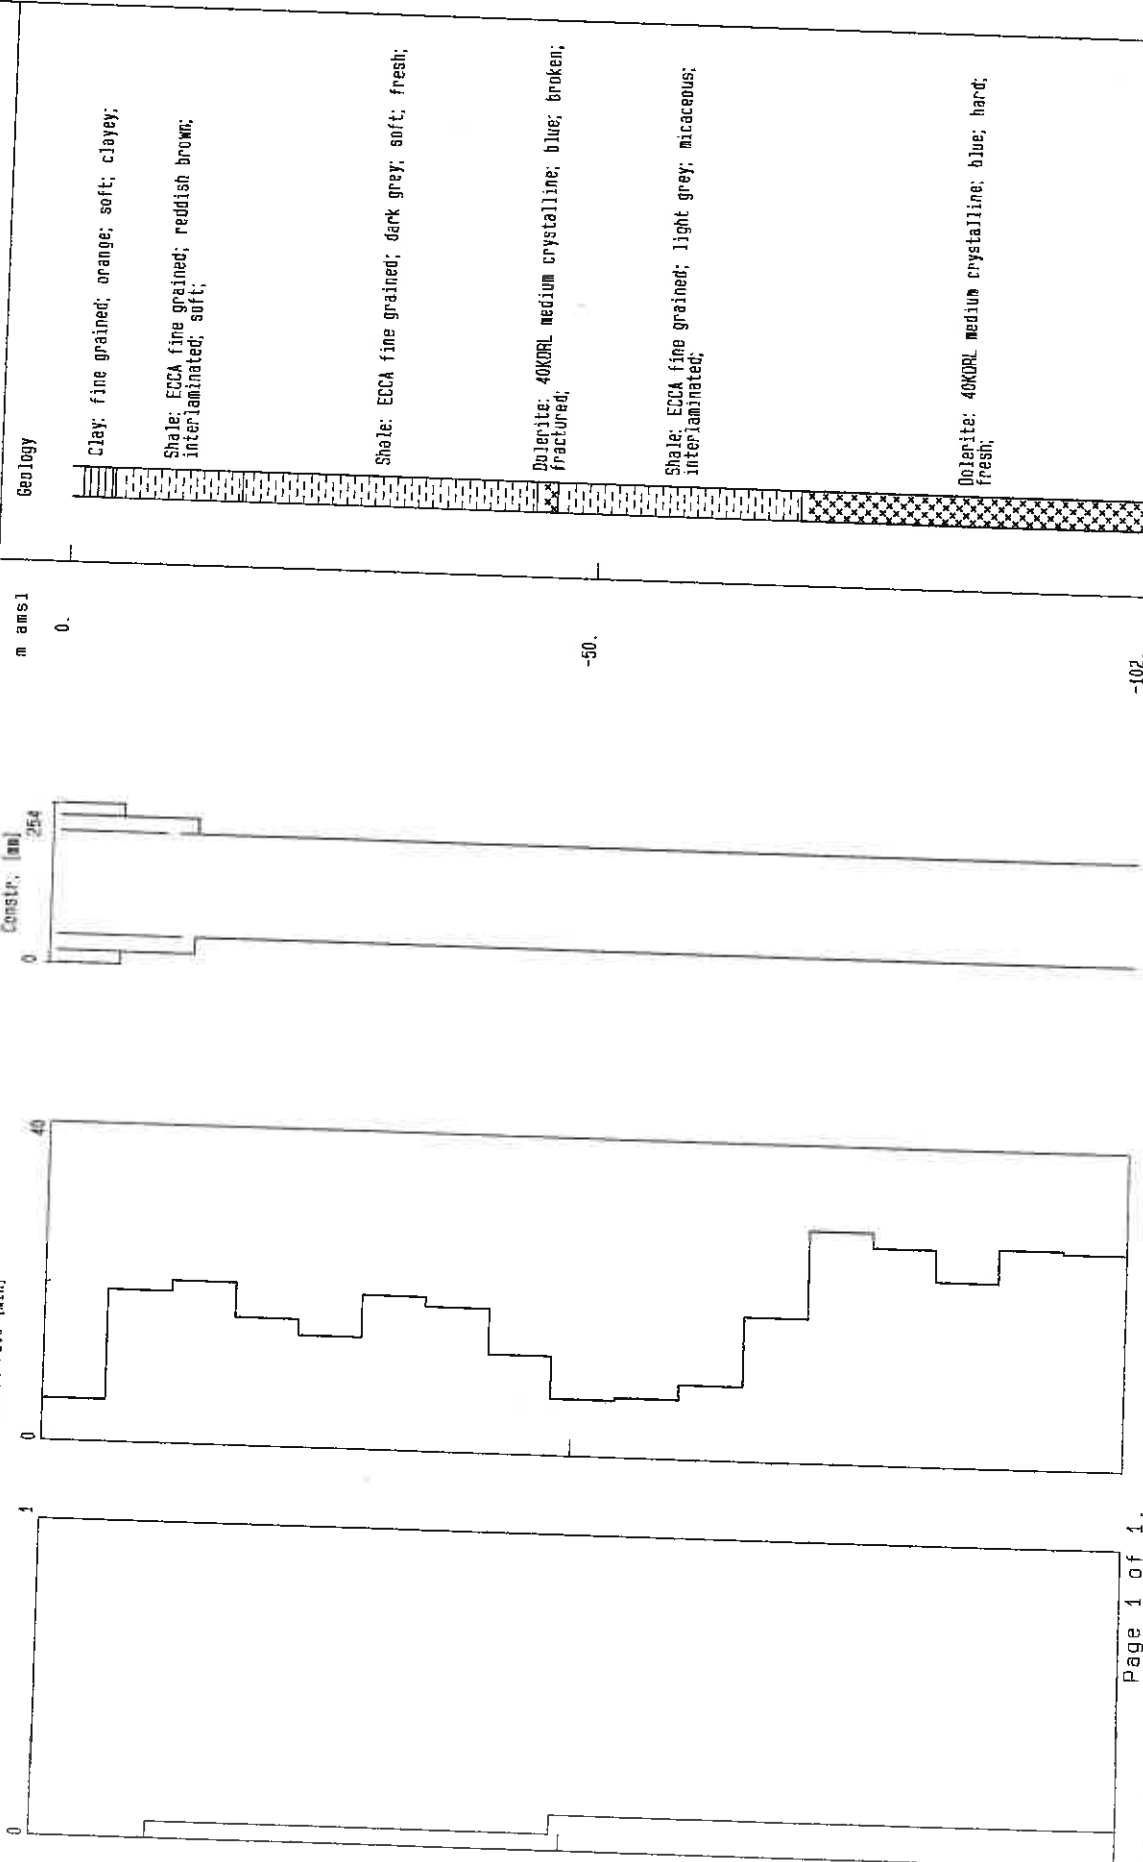 Geology
m amsl
0.
-50.
-102.
Clay: fine grained; orange; soft; clayey;
Shale: ECCA fine grained; reddish brown;
interlaminated; soft;
Shale: ECCA fine grained; dark grey; soft; fresh;
Dolerite: 40KDRL medium crystalline; blue; broken;
fractured;
Shale: ECCA fine grained; light grey; micaceous;
interlaminated;
Dolerite: 40KDRL medium crystalline; blue; hard;
fresh;
Constr. [mm]
0
254
[min]
0
40
0
1
Page 1 of 1.